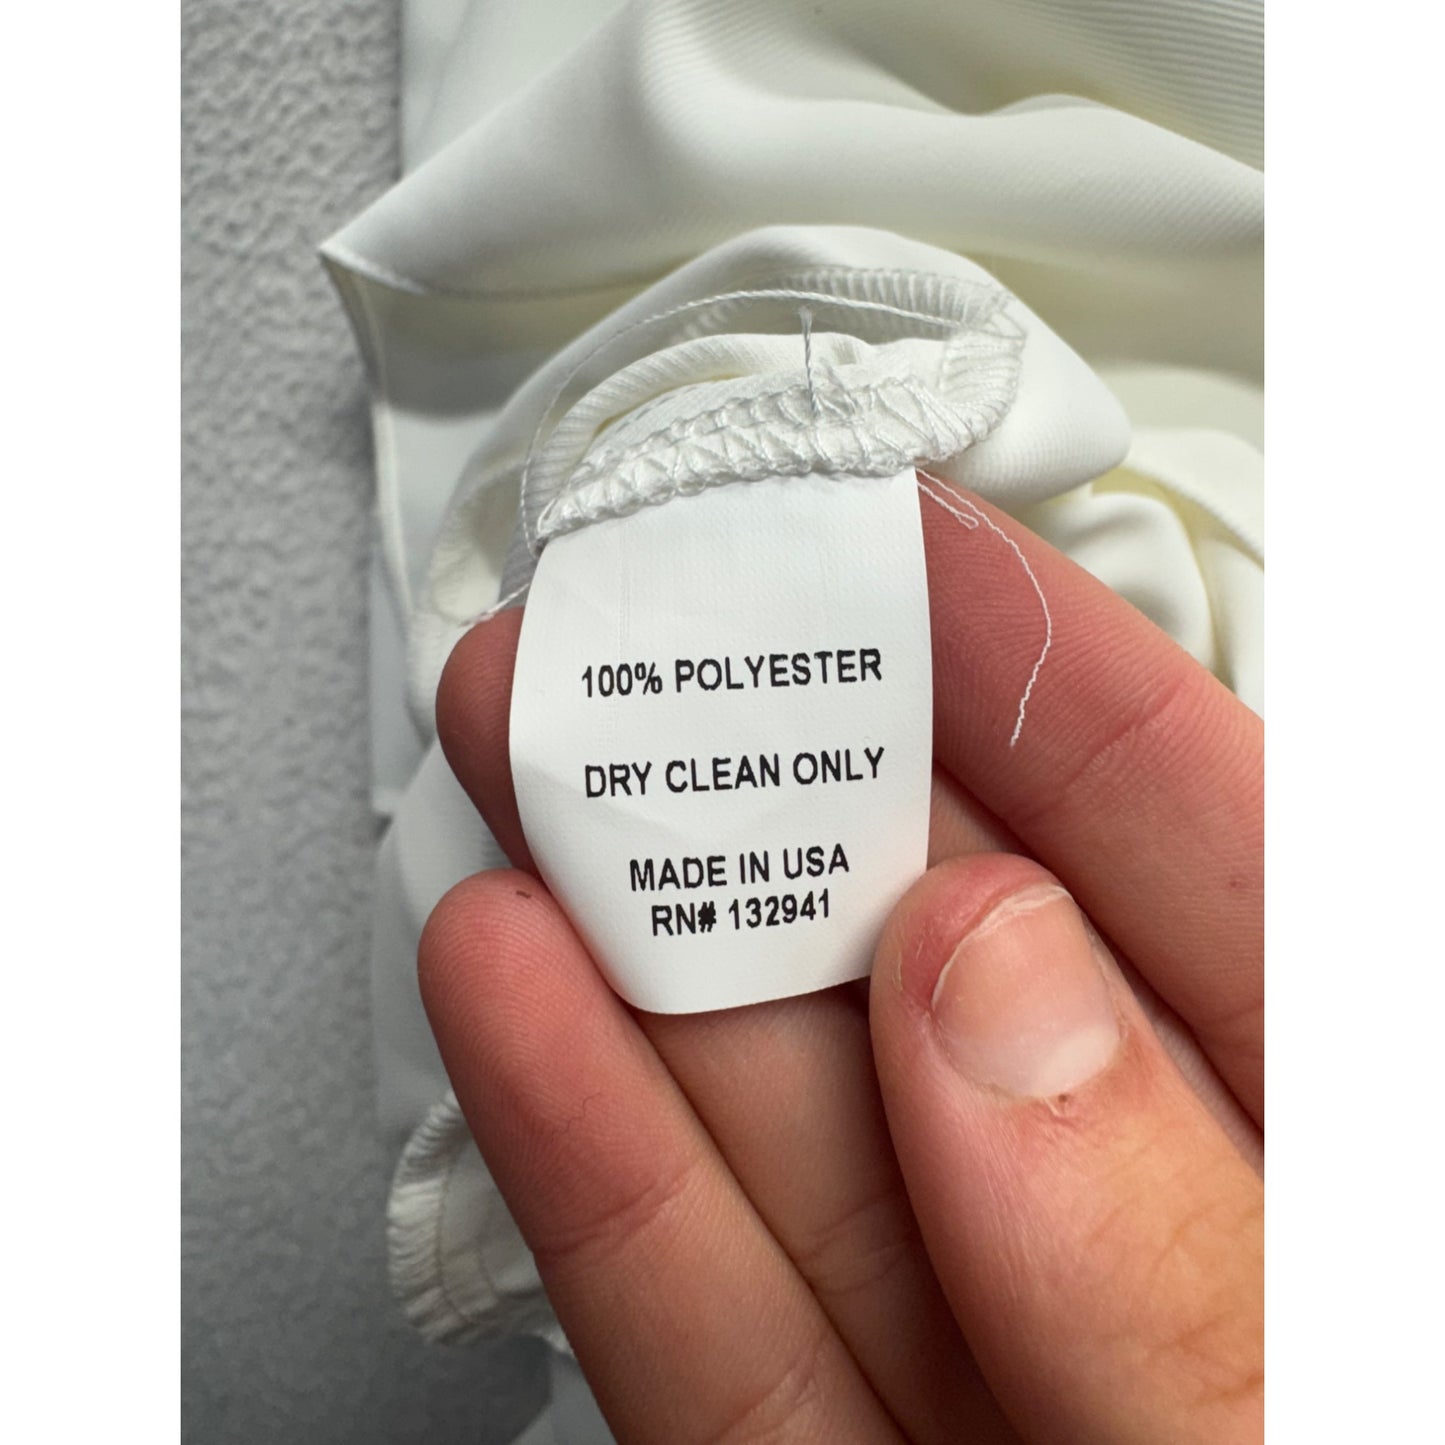 100% POLYESTER
DRY CLEAN ONLY
MADE IN USA
RN# 132941